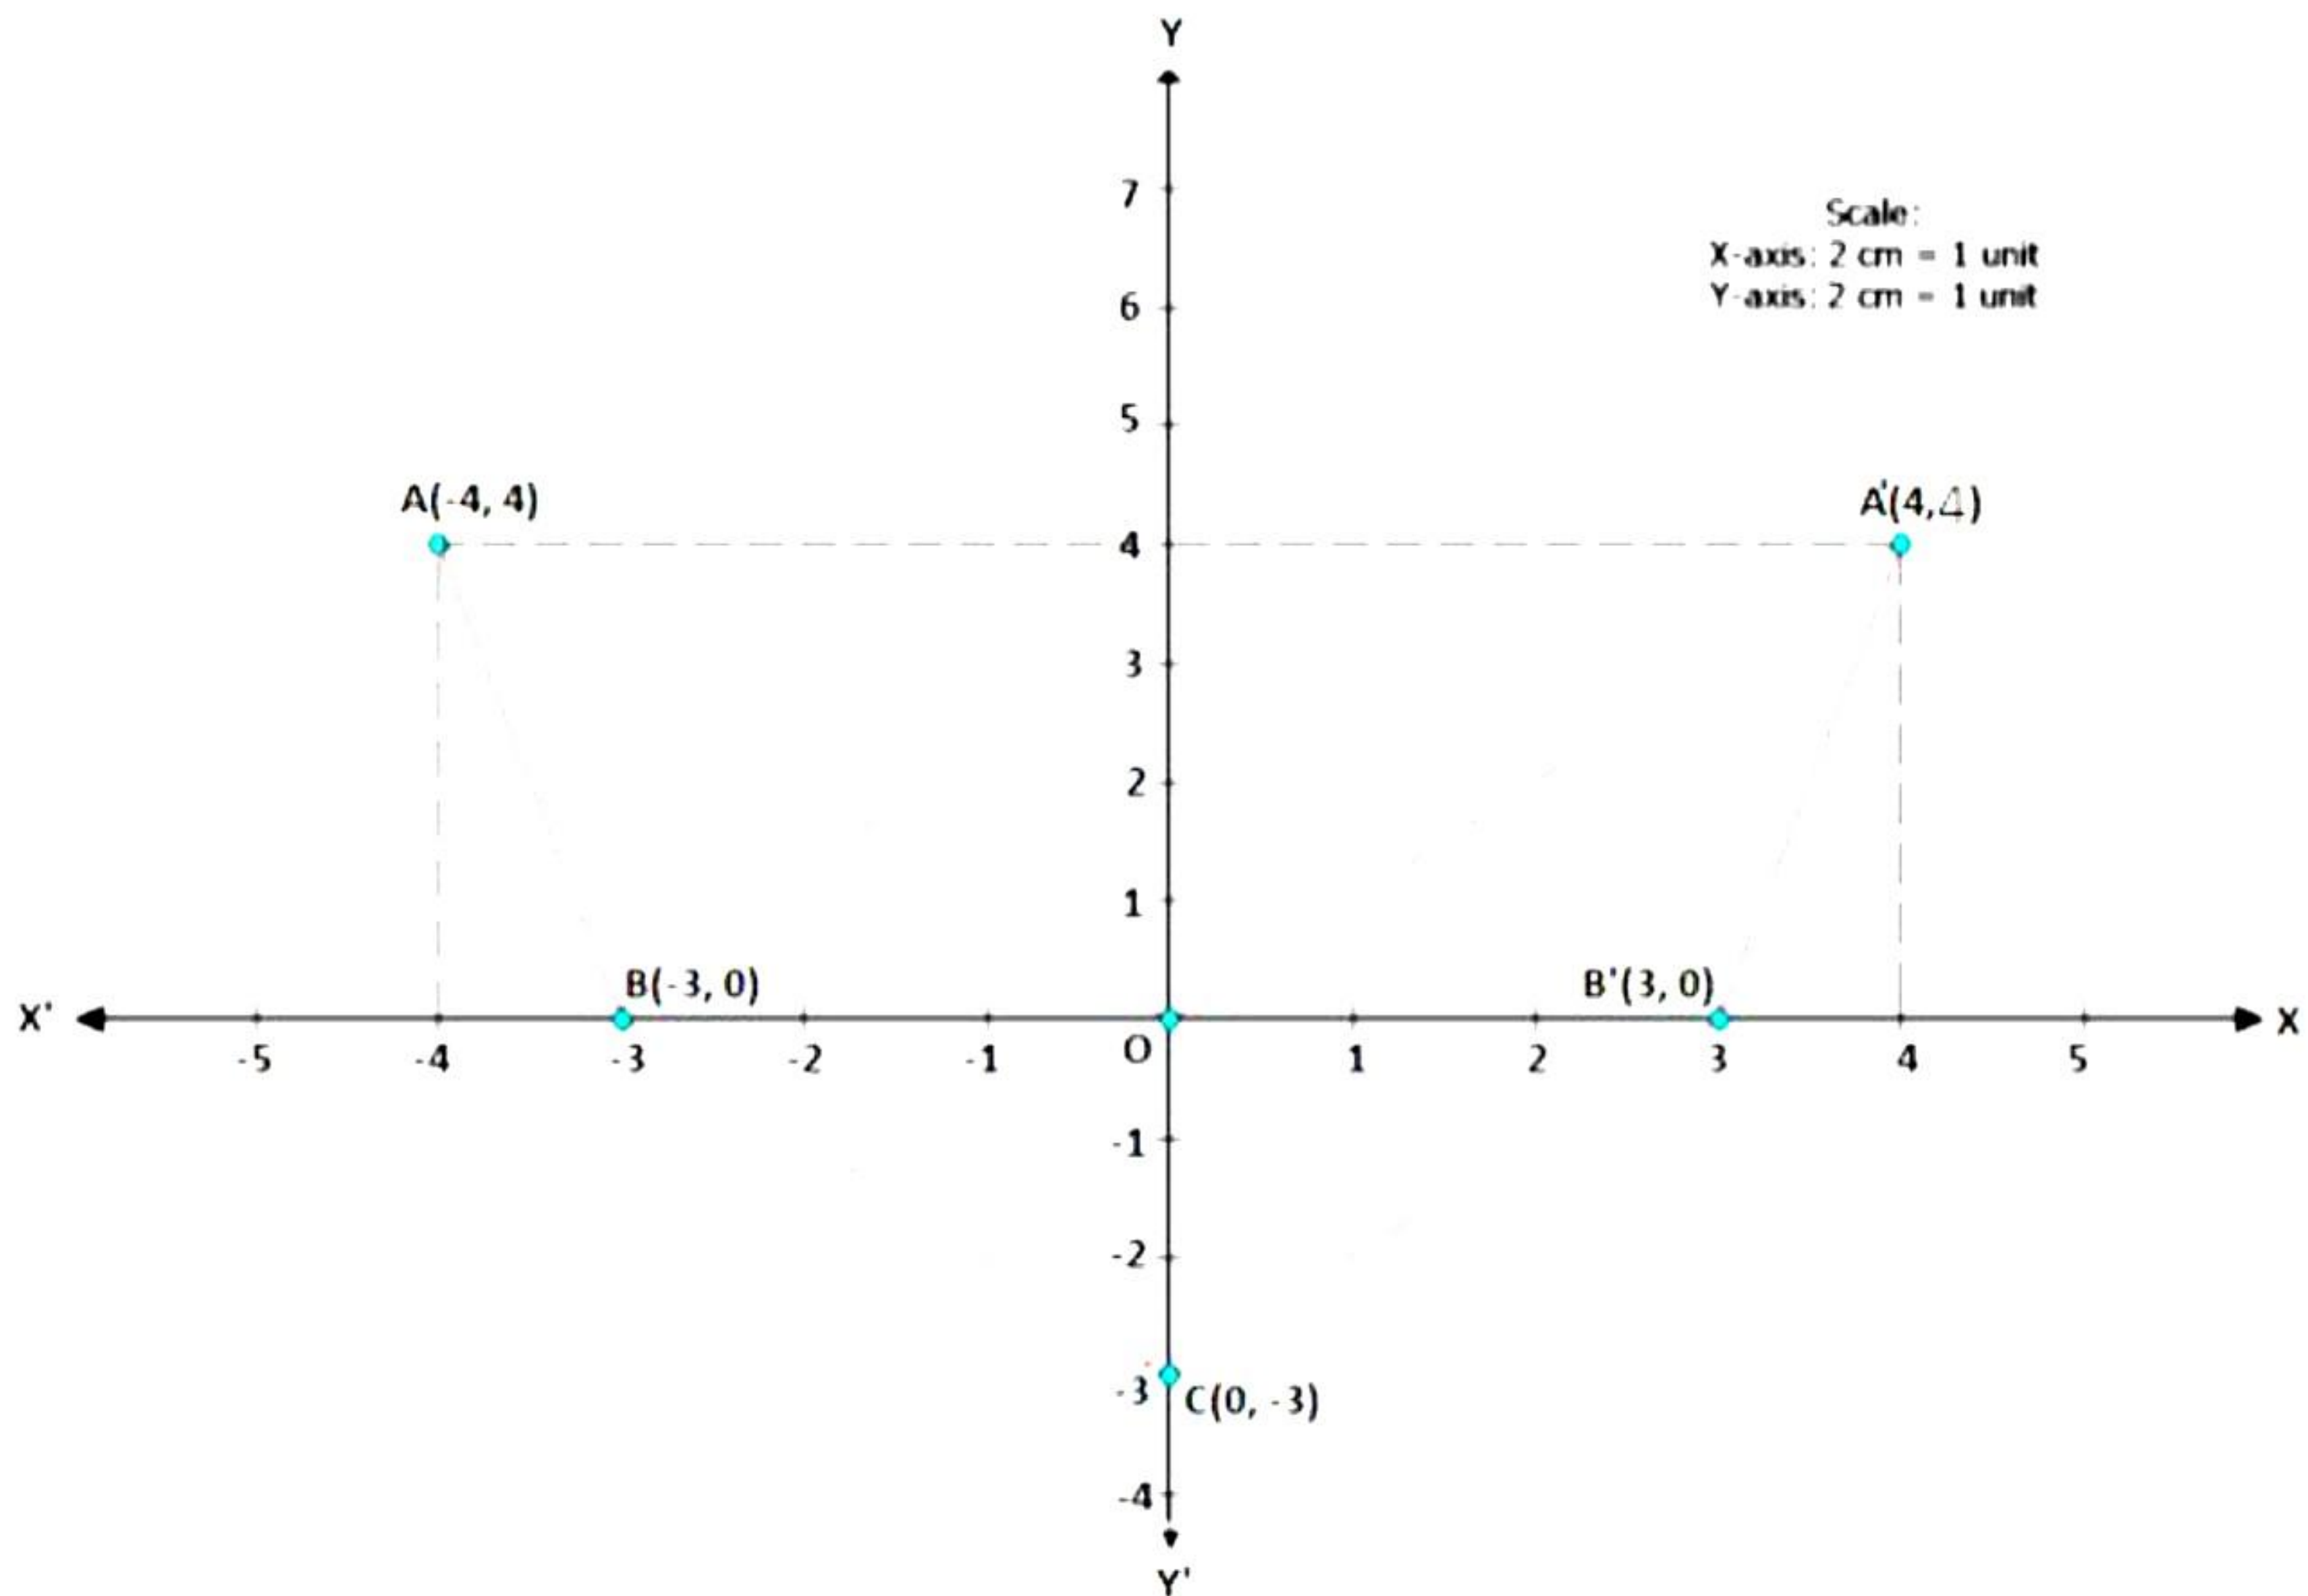 Y
7
Scale:
X-axis: 2 cm = 1 unit
6
Y-axis: 2 cm = 1 unit
5
A(-4, 4)
A'(4,4)
4
3
2
1
B(-3, 0)
B'(3, 0)
X'
X
-5 -4 -3 -2 -1 O 1 2 3 4 5
-1
-2
-3
C(0, -3)
-4
Y'